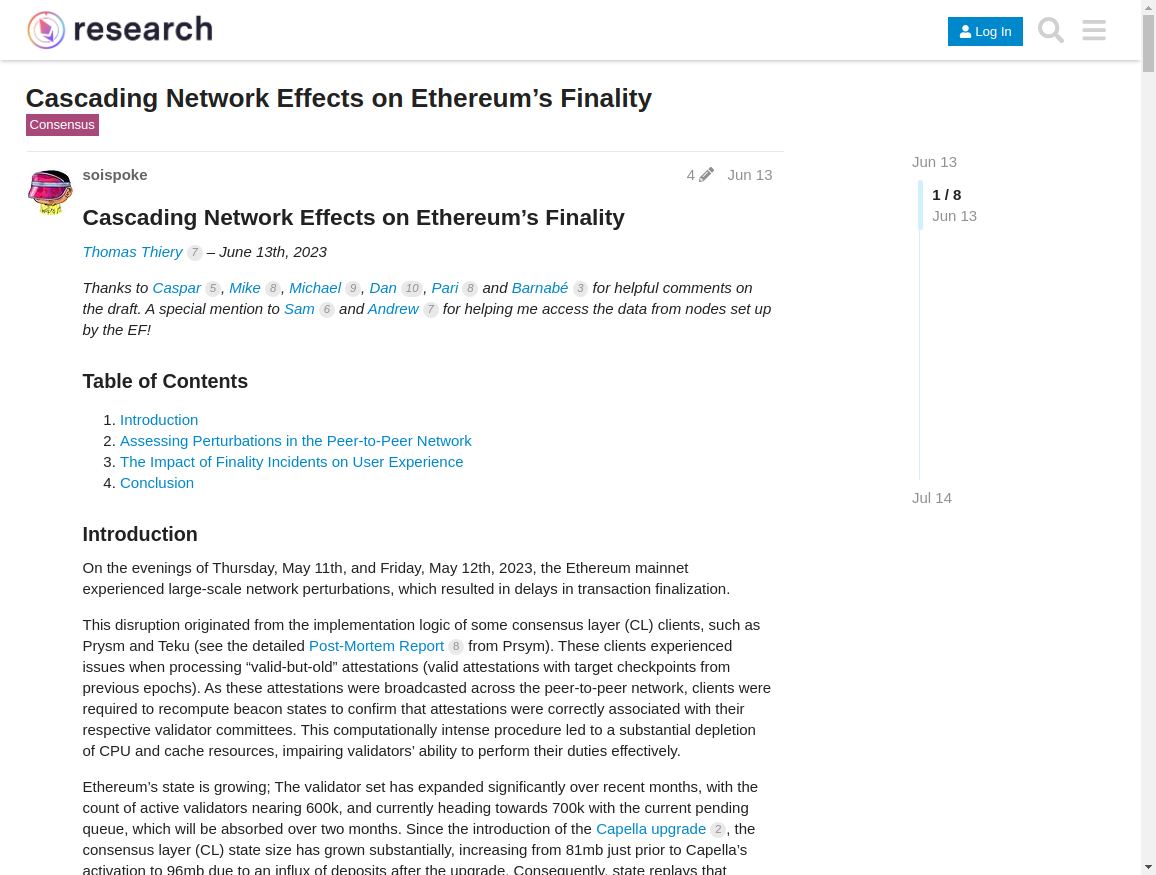 research
Log In
Cascading Network Effects on Ethereum’s Finality
Consensus
soispoke 4 Jun 13
Cascading Network Effects on Ethereum’s Finality
Thomas Thiery 7 – June 13th, 2023
Thanks to Caspar 5, Mike 8, Michael 9, Dan 10, Pari 8 and Barnabé 3 for helpful comments on
the draft. A special mention to Sam 6 and Andrew 7 for helping me access the data from nodes set up
by the EF!
Table of Contents
1. Introduction
2. Assessing Perturbations in the Peer-to-Peer Network
3. The Impact of Finality Incidents on User Experience
4. Conclusion
Introduction
On the evenings of Thursday, May 11th, and Friday, May 12th, 2023, the Ethereum mainnet
experienced large-scale network perturbations, which resulted in delays in transaction finalization.
This disruption originated from the implementation logic of some consensus layer (CL) clients, such as
Prysm and Teku (see the detailed Post-Mortem Report 8 from Prsym). These clients experienced
issues when processing “valid-but-old” attestations (valid attestations with target checkpoints from
previous epochs). As these attestations were broadcasted across the peer-to-peer network, clients were
required to recompute beacon states to confirm that attestations were correctly associated with their
respective validator committees. This computationally intense procedure led to a substantial depletion
of CPU and cache resources, impairing validators’ ability to perform their duties effectively.
Ethereum’s state is growing; The validator set has expanded significantly over recent months, with the
count of active validators nearing 600k, and currently heading towards 700k with the current pending
queue, which will be absorbed over two months. Since the introduction of the Capella upgrade 2, the
consensus layer (CL) state size has grown substantially, increasing from 81mb just prior to Capella’s
activation to 96mb due to an influx of deposits after the upgrade. Consequently, state replays that
Jun 13
1 / 8
Jun 13
Jul 14